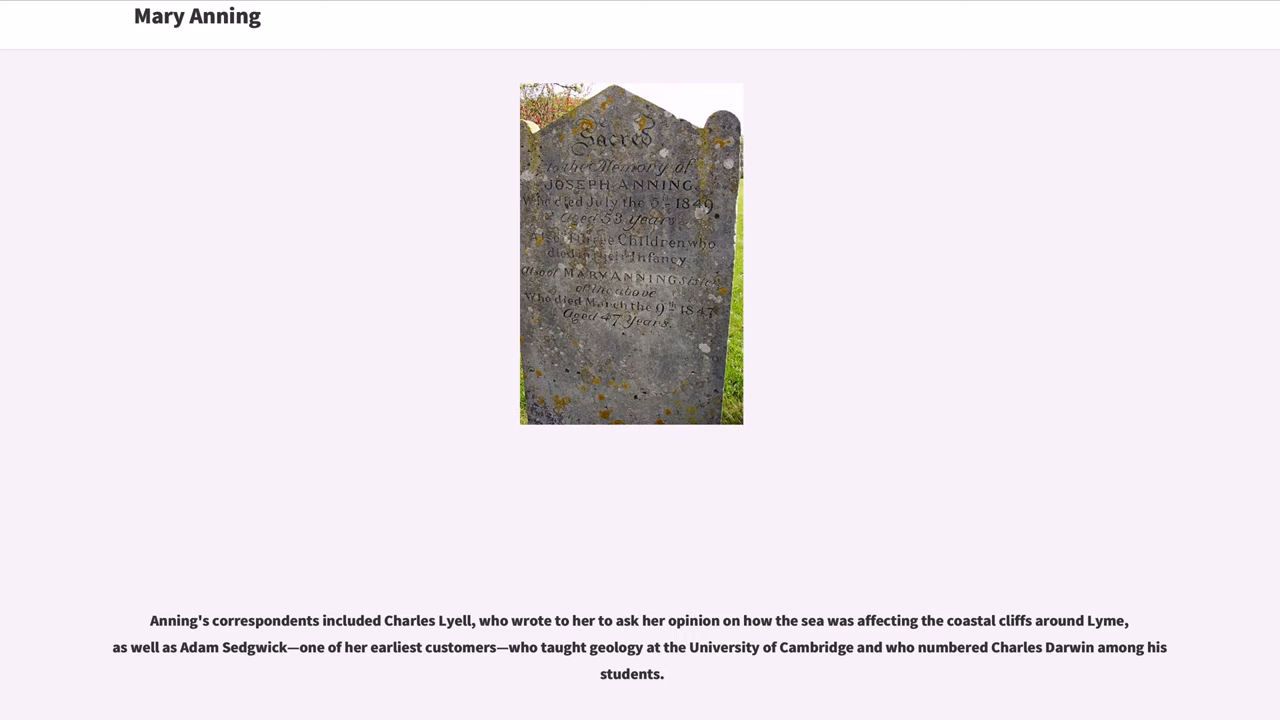 Mary Anning
Sacred
to the Memory of
JOSEPH ANNING.
Who died July the 5th 1849
Aged 53 years
Also Three Children who
died in their Infancy.
Also of MARY ANNING sister
of the above
Who died March the 9th 1847
Aged 47 Years.
Anning's correspondents included Charles Lyell, who wrote to her to ask her opinion on how the sea was affecting the coastal cliffs around Lyme,
as well as Adam Sedgwick—one of her earliest customers—who taught geology at the University of Cambridge and who numbered Charles Darwin among his
students.